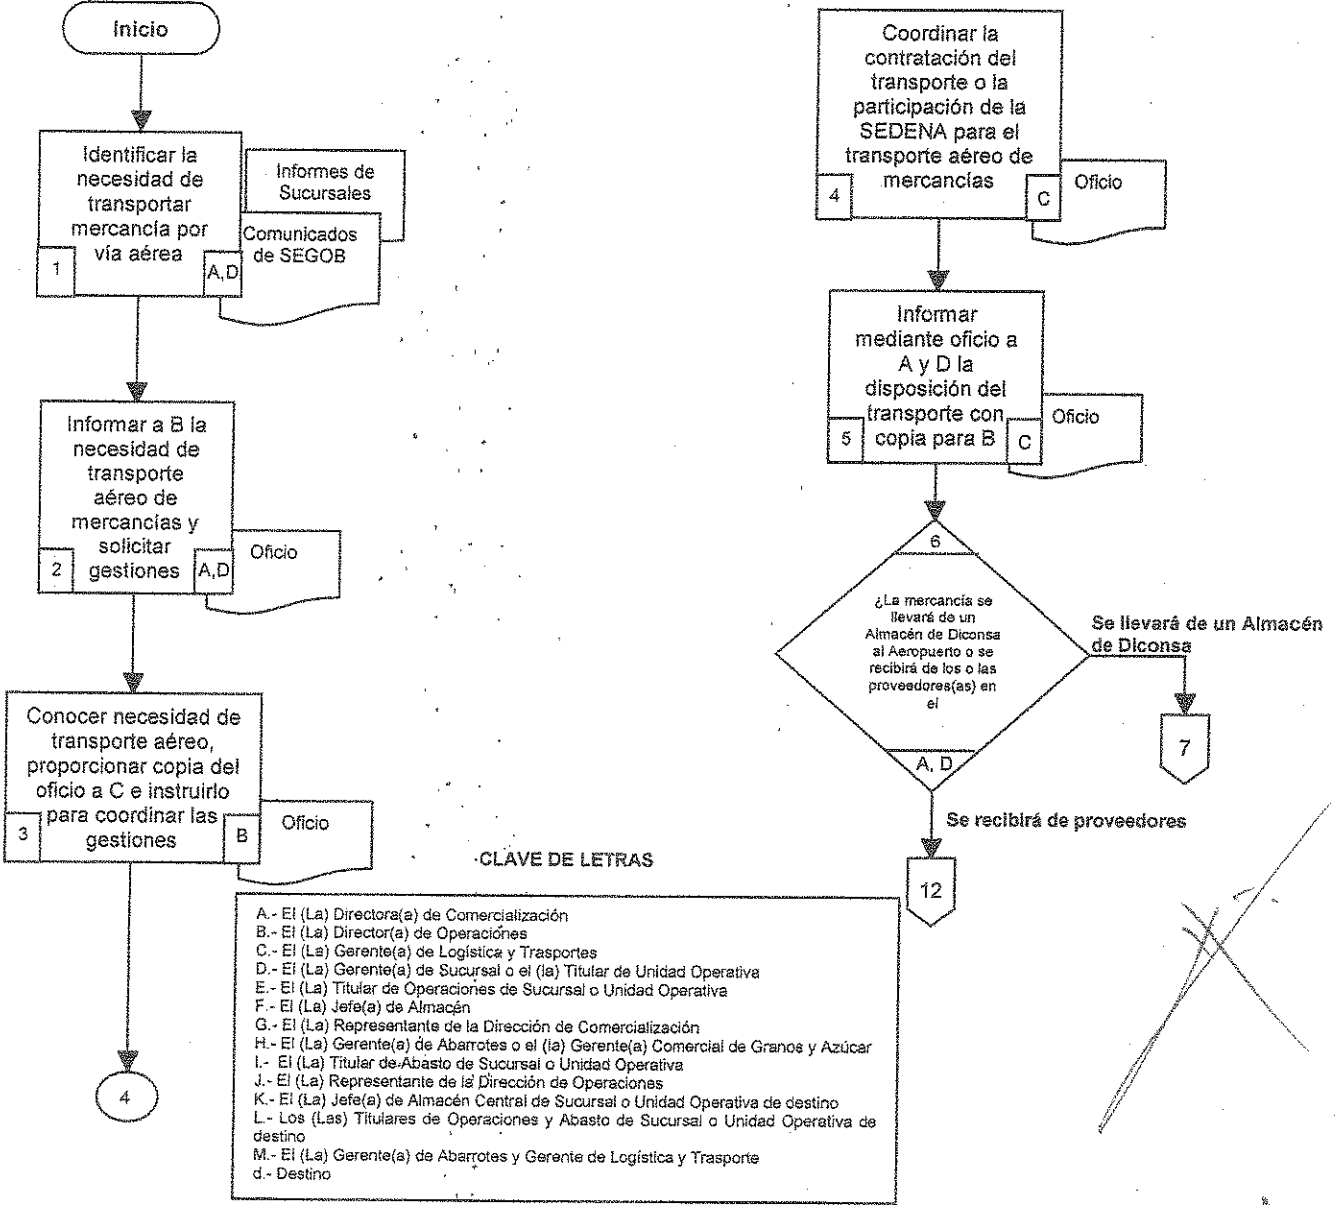 Inicio
Identificar la
necesidad de
transportar
mercancía por
vía aérea
1
A,D
Informes de
Sucursales
Comunicados
de SEGOB
Informar a B la
necesidad de
transporte
aéreo de
mercancías y
solicitar
gestiones
2
A,D
Oficio
Conocer necesidad de
transporte aéreo,
proporcionar copia del
oficio a C e instruirlo
para coordinar las
gestiones
3
B
Oficio
4
Coordinar la
contratación del
transporte o la
participación de la
SEDENA para el
transporte aéreo de
mercancías
4
C
Oficio
Informar
mediante oficio a
A y D la
disposición del
transporte con
copia para B
5
C
Oficio
6
¿La mercancía se
llevará de un
Almacén de Diconsa
al Aeropuerto o se
recibirá de los o las
proveedores(as) en
el
A, D
Se llevará de un Almacén
de Diconsa
7
Se recibirá de proveedores
12
CLAVE DE LETRAS
A.- El (La) Directora(a) de Comercialización
B.- El (La) Director(a) de Operaciones
C.- El (La) Gerente(a) de Logística y Trasportes
D.- El (La) Gerente(a) de Sucursal o el (la) Titular de Unidad Operativa
E.- El (La) Titular de Operaciones de Sucursal o Unidad Operativa
F.- El (La) Jefe(a) de Almacén
G.- El (La) Representante de la Dirección de Comercialización
H.- El (La) Gerente(a) de Abarrotes o el (la) Gerente(a) Comercial de Granos y Azúcar
I.- El (La) Titular de Abasto de Sucursal o Unidad Operativa
J.- El (La) Representante de la Dirección de Operaciones
K.- El (La) Jefe(a) de Almacén Central de Sucursal o Unidad Operativa de destino
L.- Los (Las) Titulares de Operaciones y Abasto de Sucursal o Unidad Operativa de
destino
M.- El (La) Gerente(a) de Abarrotes y Gerente de Logística y Trasporte
d.- Destino